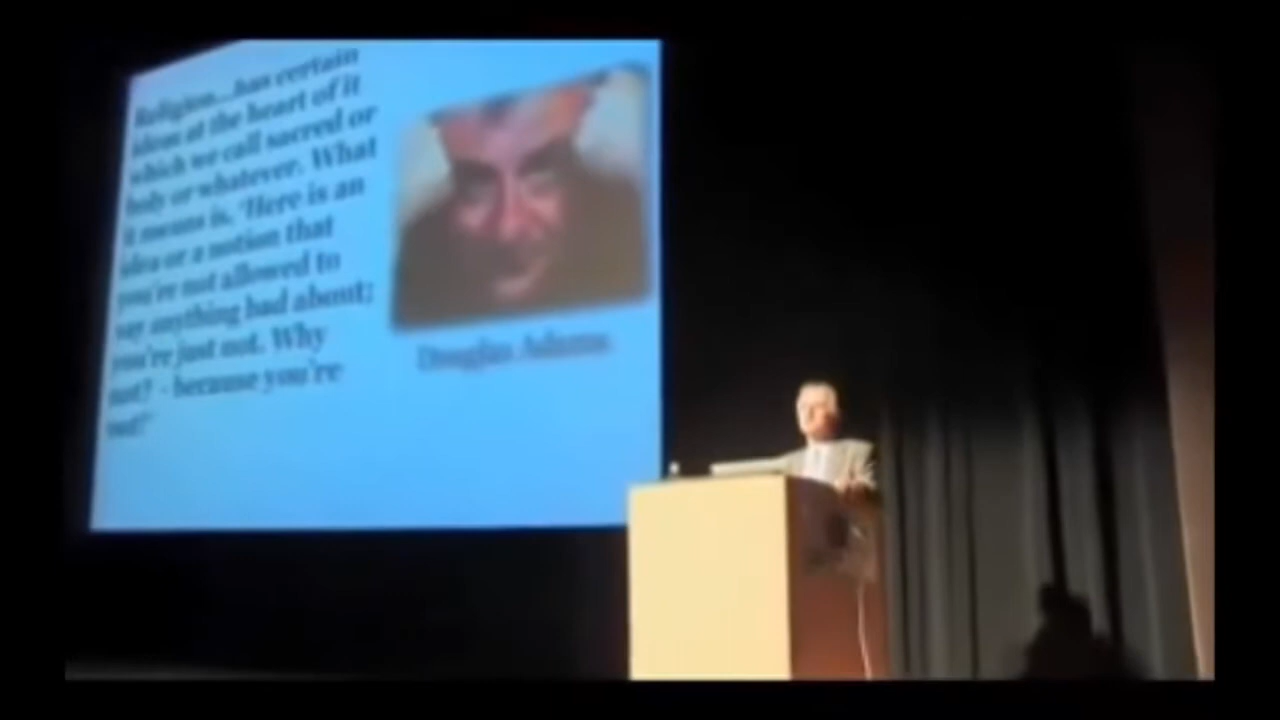 Religion...has certain
ideas at the heart of it
which we call sacred or
holy or whatever. What
it means is, 'Here is an
idea or a notion that
you're not allowed to
say anything bad about;
you're just not. Why
not? - because you're
not!'
Douglas Adams